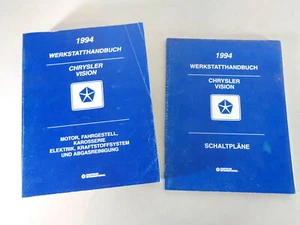 1994
WERKSTATTHANDBUCH
CHRYSLER
VISION
MOTOR, FAHRGESTELL,
KAROSSERIE
ELEKTRIK, KRAFTSTOFFSYSTEM
UND ABGASREINIGUNG
1994
WERKSTATTHANDBUCH
CHRYSLER
VISION
SCHALTPLÄNE